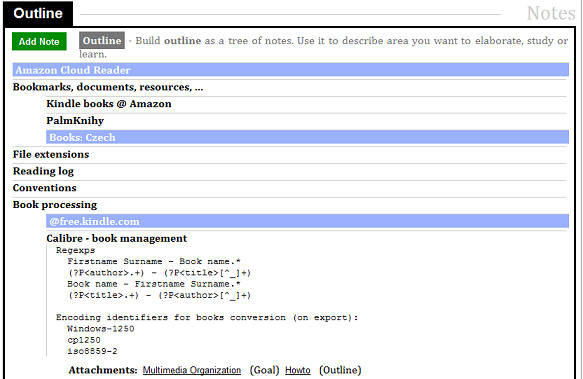 Outline
Notes
Add Note
Outline - Build outline as a tree of notes. Use it to describe area you want to elaborate, study or
learn.
Amazon Cloud Reader
Bookmarks, documents, resources, ...
Kindle books @ Amazon
PalmKnihy
Books: Czech
File extensions
Reading log
Conventions
Book processing
@free.kindle.com
Calibre - book management
Regexps
Firstname Surname - Book name.*
(?P<author>.+) - (?P<title>[^_]+)
Book name - Firstname Surname.*
(?P<title>.+) - (?P<author>[^_]+)
Encoding identifiers for books conversion (on export):
Windows-1250
cp1250
iso8859-2
Attachments: Multimedia Organization (Goal) Howto (Outline)